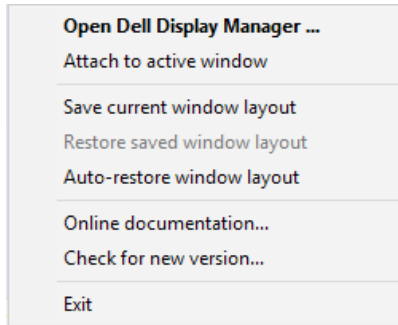 Open Dell Display Manager ...
Attach to active window
Save current window layout
Restore saved window layout
Auto-restore window layout
Online documentation...
Check for new version...
Exit